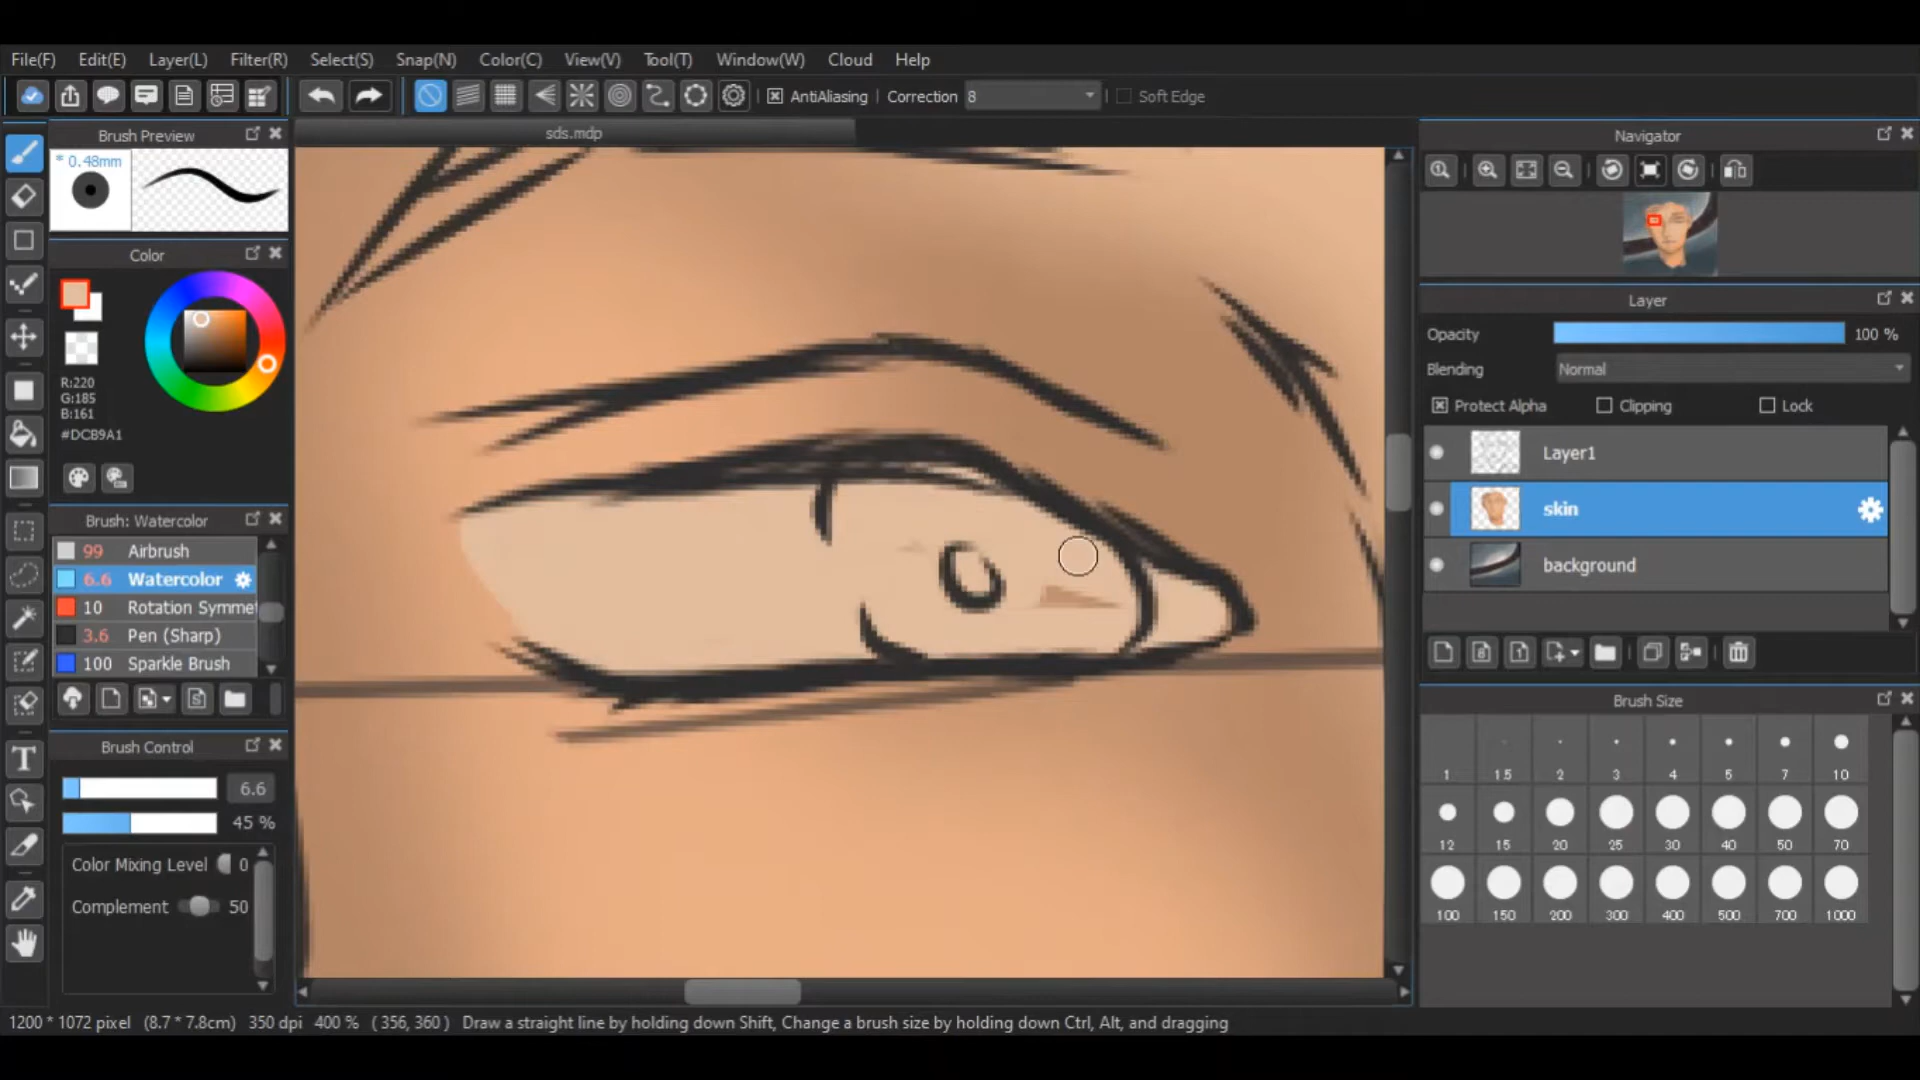 File(F) Edit(E) Layer(L) Filter(R) Select(S) Snap(N) Color(C) View(V) Tool(T) Window(W) Cloud Help
AntiAliasing Correction 8 Soft Edge
Brush Preview
sds.mdp
Navigator
* 0.48mm
Color
R:220
G:185
B:161
#DCB9A1
Layer
Opacity 100 %
Blending Normal
Protect Alpha Clipping Lock
Layer1
skin
background
Brush: Watercolor
99 Airbrush
6.6 Watercolor
10 Rotation Symme
3.6 Pen (Sharp)
100 Sparkle Brush
Brush Control
6.6
45 %
Color Mixing Level 0
Complement 50
Brush Size
1 1.5 2 3 4 5 7 10
12 15 20 25 30 40 50 70
100 150 200 300 400 500 700 1000
1200 * 1072 pixel (8.7 * 7.8cm) 350 dpi 400 % ( 356, 360 ) Draw a straight line by holding down Shift, Change a brush size by holding down Ctrl, Alt, and dragging